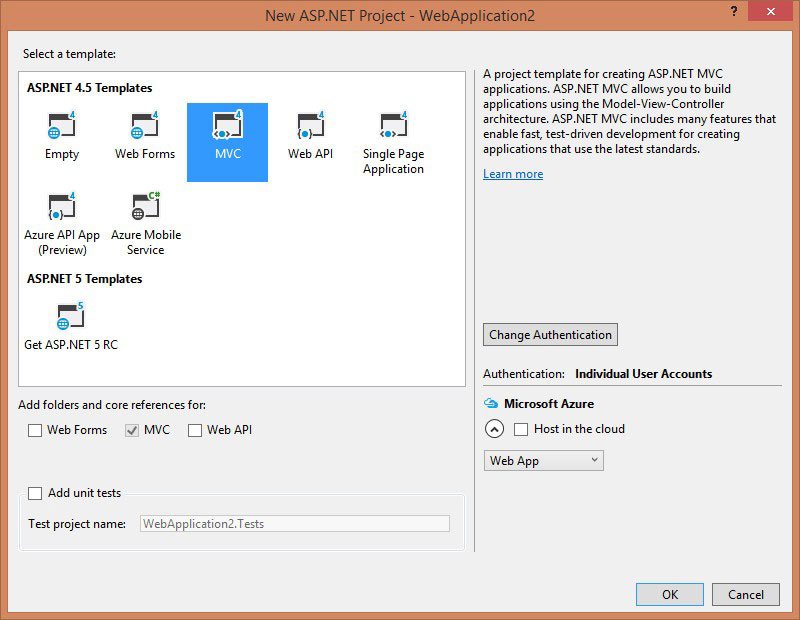 New ASP.NET Project - WebApplication2
?
Select a template:
ASP.NET 4.5 Templates
4 4 4 4 4
Empty Web Forms MVC Web API Single Page
Application
4 C#
Azure API App Azure Mobile
(Preview) Service
ASP.NET 5 Templates
5
Get ASP.NET 5 RC
A project template for creating ASP.NET MVC
applications. ASP.NET MVC allows you to build
applications using the Model-View-Controller
architecture. ASP.NET MVC includes many features that
enable fast, test-driven development for creating
applications that use the latest standards.
Learn more
Change Authentication
Authentication: Individual User Accounts
Microsoft Azure
Host in the cloud
Web App
Add folders and core references for:
Web Forms MVC Web API
Add unit tests
Test project name: WebApplication2.Tests
OK Cancel